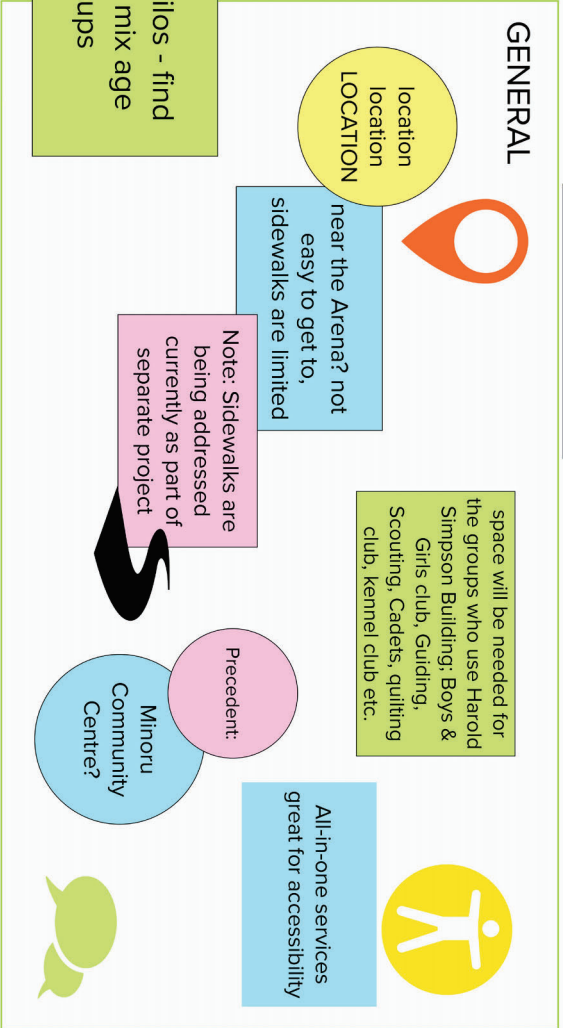 GENERAL
location
location
LOCATION
near the Arena? not
easy to get to,
sidewalks are limited
Note: Sidewalks are
being addressed
currently as part of
separate project
space will be needed for
the groups who use Harold
Simpson Building; Boys &
Girls club, Guiding,
Scouting, Cadets, quilting
club, kennel club etc.
Precedent:
Minoru
Community
Centre?
All-in-one services
great for accessibility
ilos - find
mix age
ups